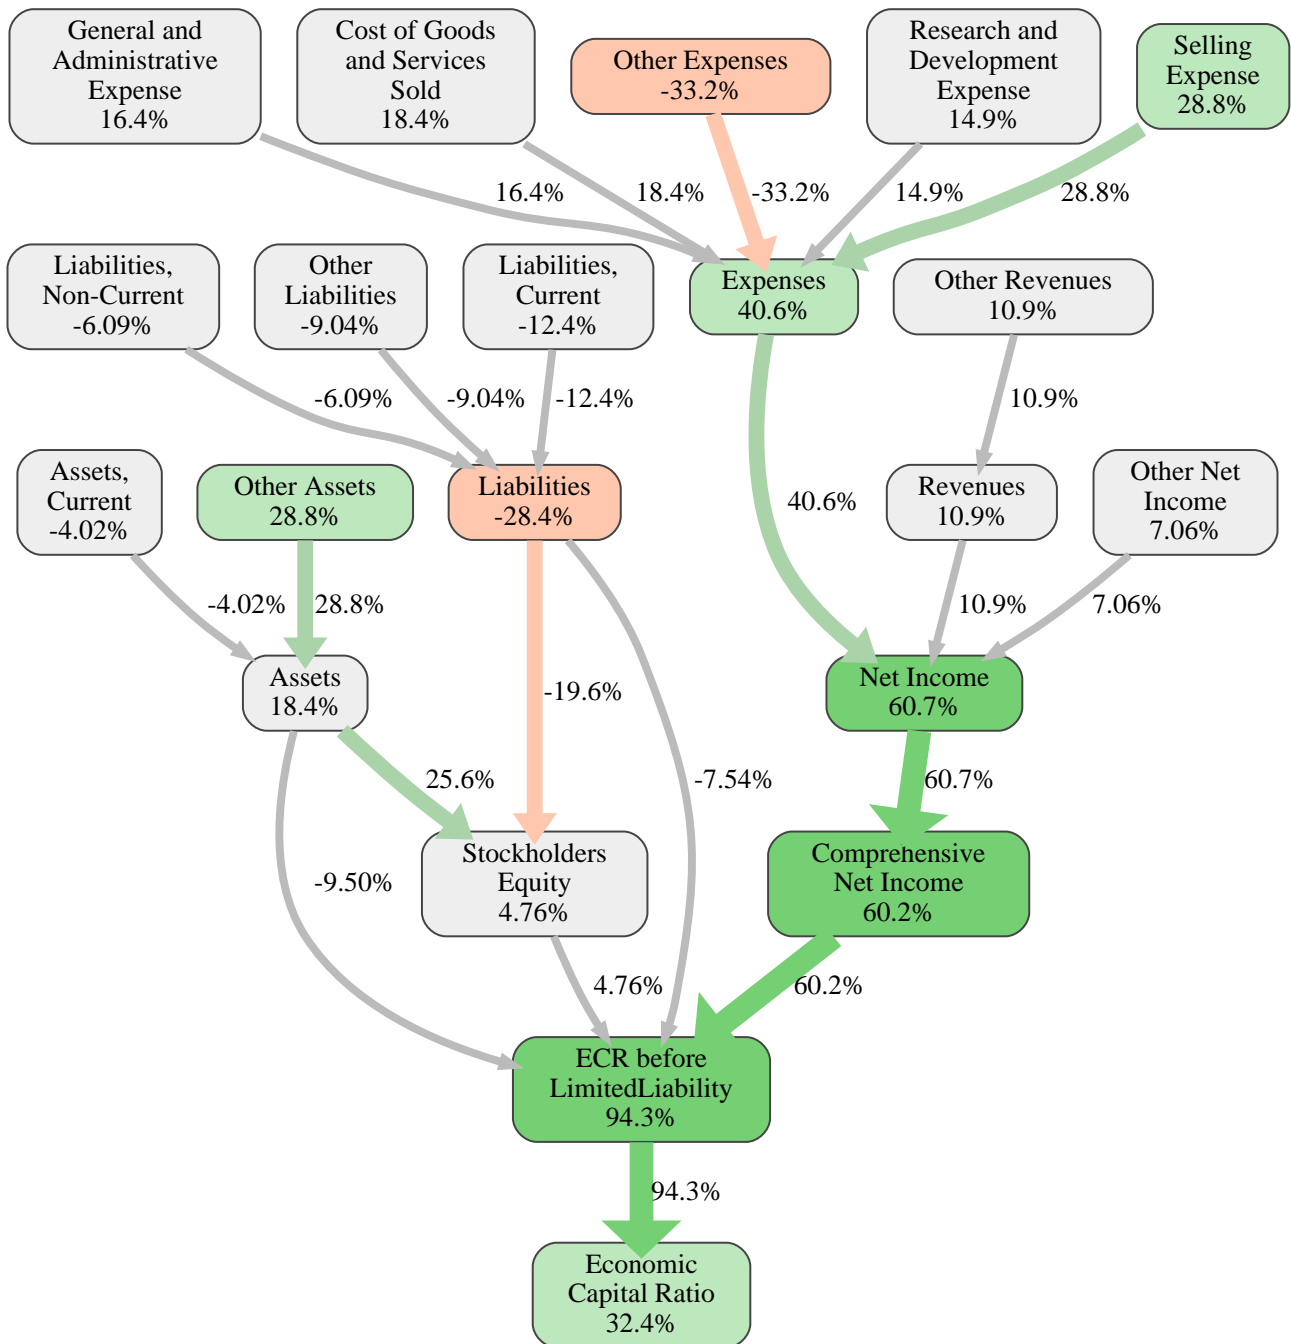 General and
Administrative
Expense
16.4%
Cost of Goods
and Services
Sold
18.4%
Other Expenses
-33.2%
Research and
Development
Expense
14.9%
Selling
Expense
28.8%
16.4%
18.4%
-33.2%
14.9%
28.8%
Liabilities,
Non-Current
-6.09%
Other
Liabilities
-9.04%
Liabilities,
Current
-12.4%
Expenses
40.6%
Other Revenues
10.9%
-6.09%
-9.04%
-12.4%
10.9%
Assets,
Current
-4.02%
Other Assets
28.8%
Liabilities
-28.4%
40.6%
Revenues
10.9%
Other Net
Income
7.06%
-4.02%
28.8%
10.9%
7.06%
Assets
18.4%
-19.6%
Net Income
60.7%
25.6%
-7.54%
60.7%
-9.50%
Stockholders
Equity
4.76%
Comprehensive
Net Income
60.2%
4.76%
60.2%
ECR before
LimitedLiability
94.3%
94.3%
Economic
Capital Ratio
32.4%